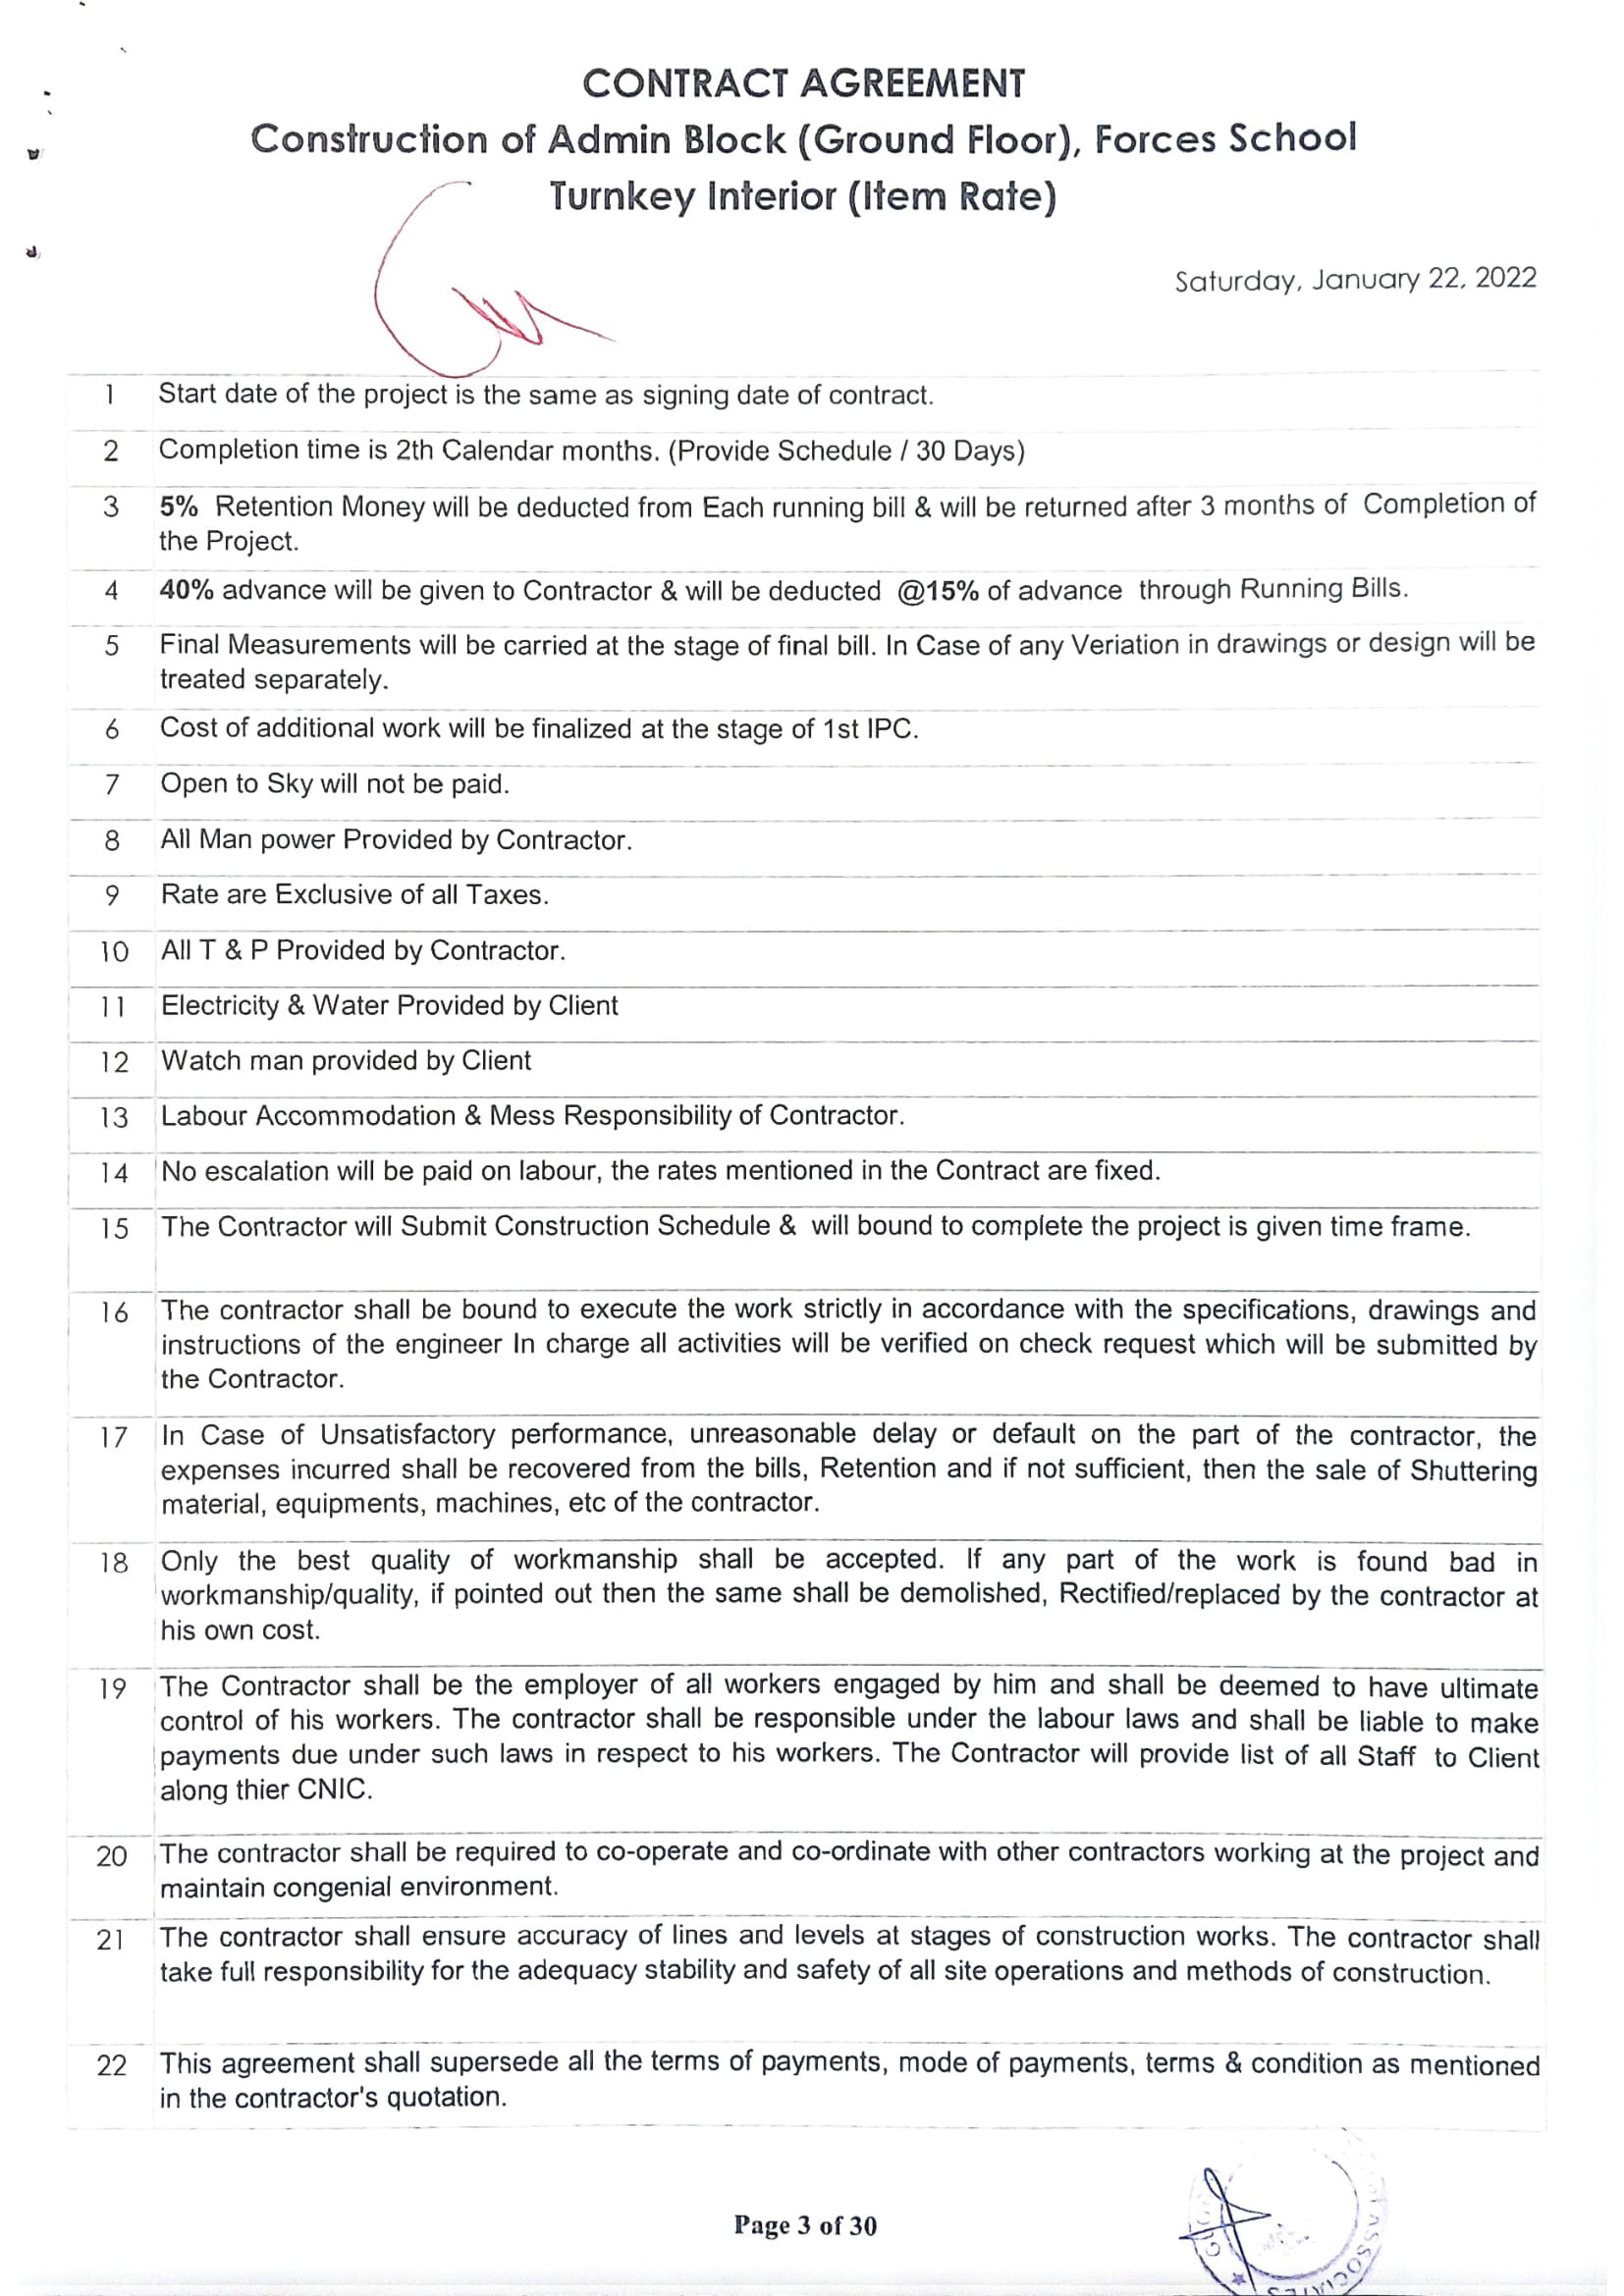 CONTRACT AGREEMENT
Construction of Admin Block (Ground Floor), Forces School
Turnkey Interior (Item Rate)
Saturday, January 22, 2022
1 Start date of the project is the same as signing date of contract.
2 Completion time is 2th Calendar months. (Provide Schedule / 30 Days)
3 5% Retention Money will be deducted from Each running bill & will be returned after 3 months of Completion of
the Project.
4 40% advance will be given to Contractor & will be deducted @15% of advance through Running Bills.
5 Final Measurements will be carried at the stage of final bill. In Case of any Veriation in drawings or design will be
treated separately.
6 Cost of additional work will be finalized at the stage of 1st IPC.
7 Open to Sky will not be paid.
8 All Man power Provided by Contractor.
9 Rate are Exclusive of all Taxes.
10 All T & P Provided by Contractor.
11 Electricity & Water Provided by Client
12 Watch man provided by Client
13 Labour Accommodation & Mess Responsibility of Contractor.
14 No escalation will be paid on labour, the rates mentioned in the Contract are fixed.
15 The Contractor will Submit Construction Schedule & will bound to complete the project is given time frame.
16 The contractor shall be bound to execute the work strictly in accordance with the specifications, drawings and
instructions of the engineer In charge all activities will be verified on check request which will be submitted by
the Contractor.
17 In Case of Unsatisfactory performance, unreasonable delay or default on the part of the contractor, the
expenses incurred shall be recovered from the bills, Retention and if not sufficient, then the sale of Shuttering
material, equipments, machines, etc of the contractor.
18 Only the best quality of workmanship shall be accepted. If any part of the work is found bad in
workmanship/quality, if pointed out then the same shall be demolished, Rectified/replaced by the contractor at
his own cost.
19 The Contractor shall be the employer of all workers engaged by him and shall be deemed to have ultimate
control of his workers. The contractor shall be responsible under the labour laws and shall be liable to make
payments due under such laws in respect to his workers. The Contractor will provide list of all Staff to Client
along thier CNIC.
20 The contractor shall be required to co-operate and co-ordinate with other contractors working at the project and
maintain congenial environment.
21 The contractor shall ensure accuracy of lines and levels at stages of construction works. The contractor shall
take full responsibility for the adequacy stability and safety of all site operations and methods of construction.
22 This agreement shall supersede all the terms of payments, mode of payments, terms & condition as mentioned
in the contractor's quotation.
Page 3 of 30
ASSOCIATES